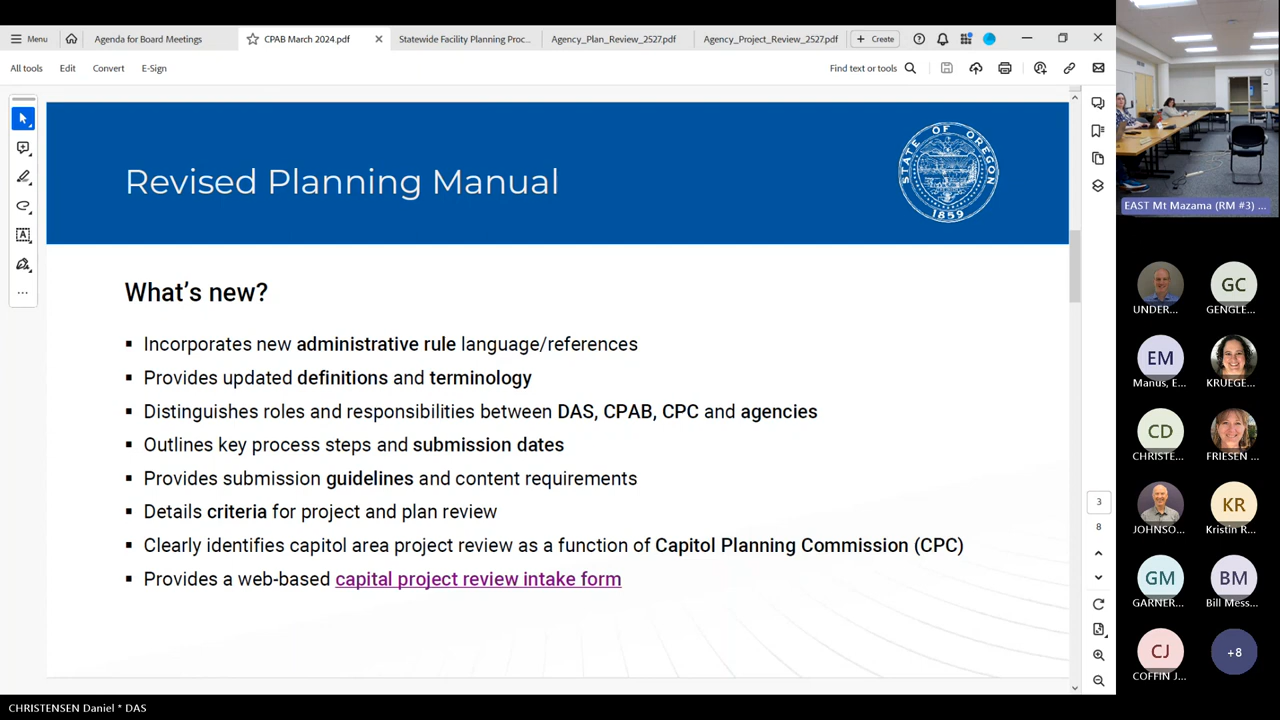 Menu
Agenda for Board Meetings
CPAB March 2024.pdf
Statewide Facility Planning Proc...
Agency_Plan_Review_2527.pdf
Agency_Project_Review_2527.pdf
Create
All tools
Edit
Convert
E-Sign
Find text or tools
Revised Planning Manual
STATE OF OREGON
1859
What's new?
▪ Incorporates new administrative rule language/references
▪ Provides updated definitions and terminology
▪ Distinguishes roles and responsibilities between DAS, CPAB, CPC and agencies
▪ Outlines key process steps and submission dates
▪ Provides submission guidelines and content requirements
▪ Details criteria for project and plan review
▪ Clearly identifies capitol area project review as a function of Capitol Planning Commission (CPC)
▪ Provides a web-based capital project review intake form
3
8
EAST Mt Mazama (RM #3) ...
UNDER...
GC
GENGLE...
EM
Manus, E...
KRUEGE...
CD
CHRISTE...
FRIESEN ...
JOHNSO...
KR
Kristin R...
GM
GARNER...
BM
Bill Mess...
CJ
COFFIN J...
+8
CHRISTENSEN Daniel * DAS